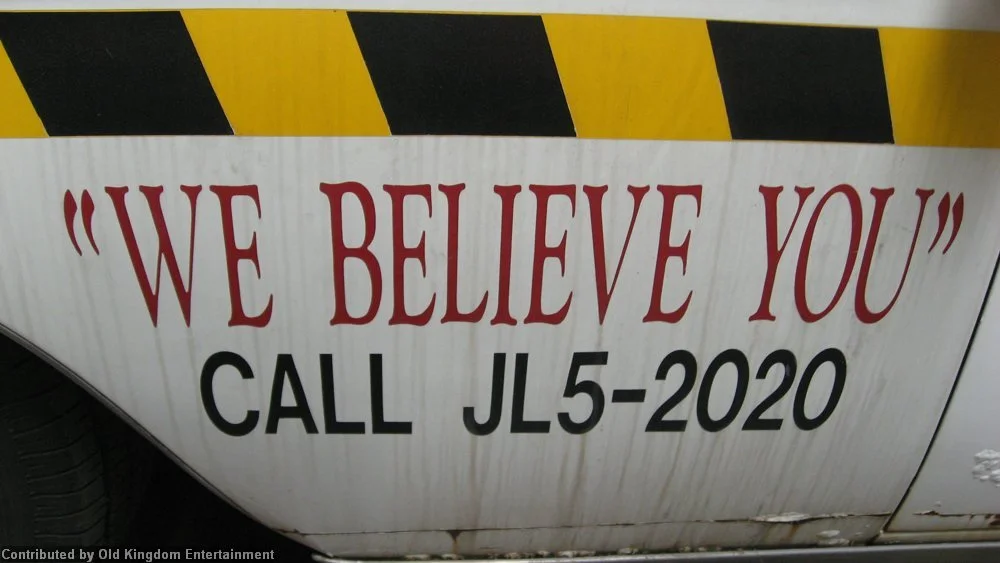 “WE BELIEVE YOU”
CALL JL5-2020
Contributed by Old Kingdom Entertainment